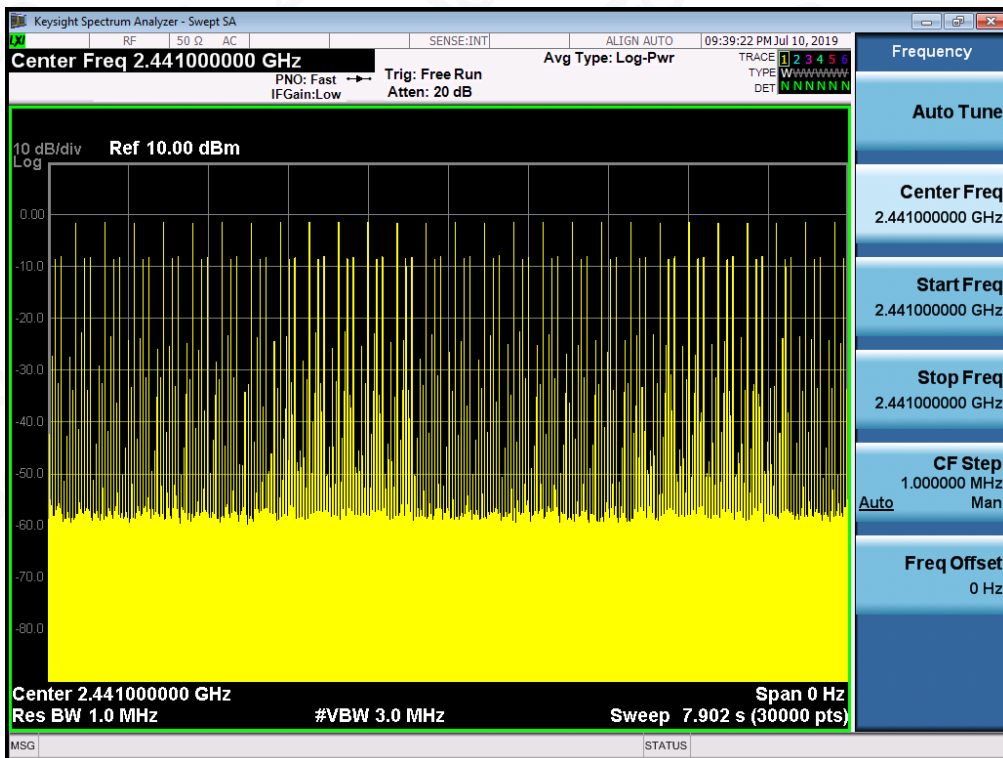 Keysight Spectrum Analyzer - Swept SA
LXI RF 50 Ω AC SENSE:INT ALIGN AUTO 09:39:22 PM Jul 10, 2019
Center Freq 2.441000000 GHz
PNO: Fast
IFGain:Low
Trig: Free Run
Atten: 20 dB
Avg Type: Log-Pwr
TRACE 1 2 3 4 5 6
TYPE WWWWWWW
DET N N N N N N
10 dB/div Ref 10.00 dBm
Log
0.00
-10.0
-20.0
-30.0
-40.0
-50.0
-60.0
-70.0
-80.0
Center 2.441000000 GHz Span 0 Hz
Res BW 1.0 MHz #VBW 3.0 MHz Sweep 7.902 s (30000 pts)
MSG STATUS
Frequency
Auto Tune
Center Freq
2.441000000 GHz
Start Freq
2.441000000 GHz
Stop Freq
2.441000000 GHz
CF Step
1.000000 MHz
Auto Man
Freq Offset
0 Hz